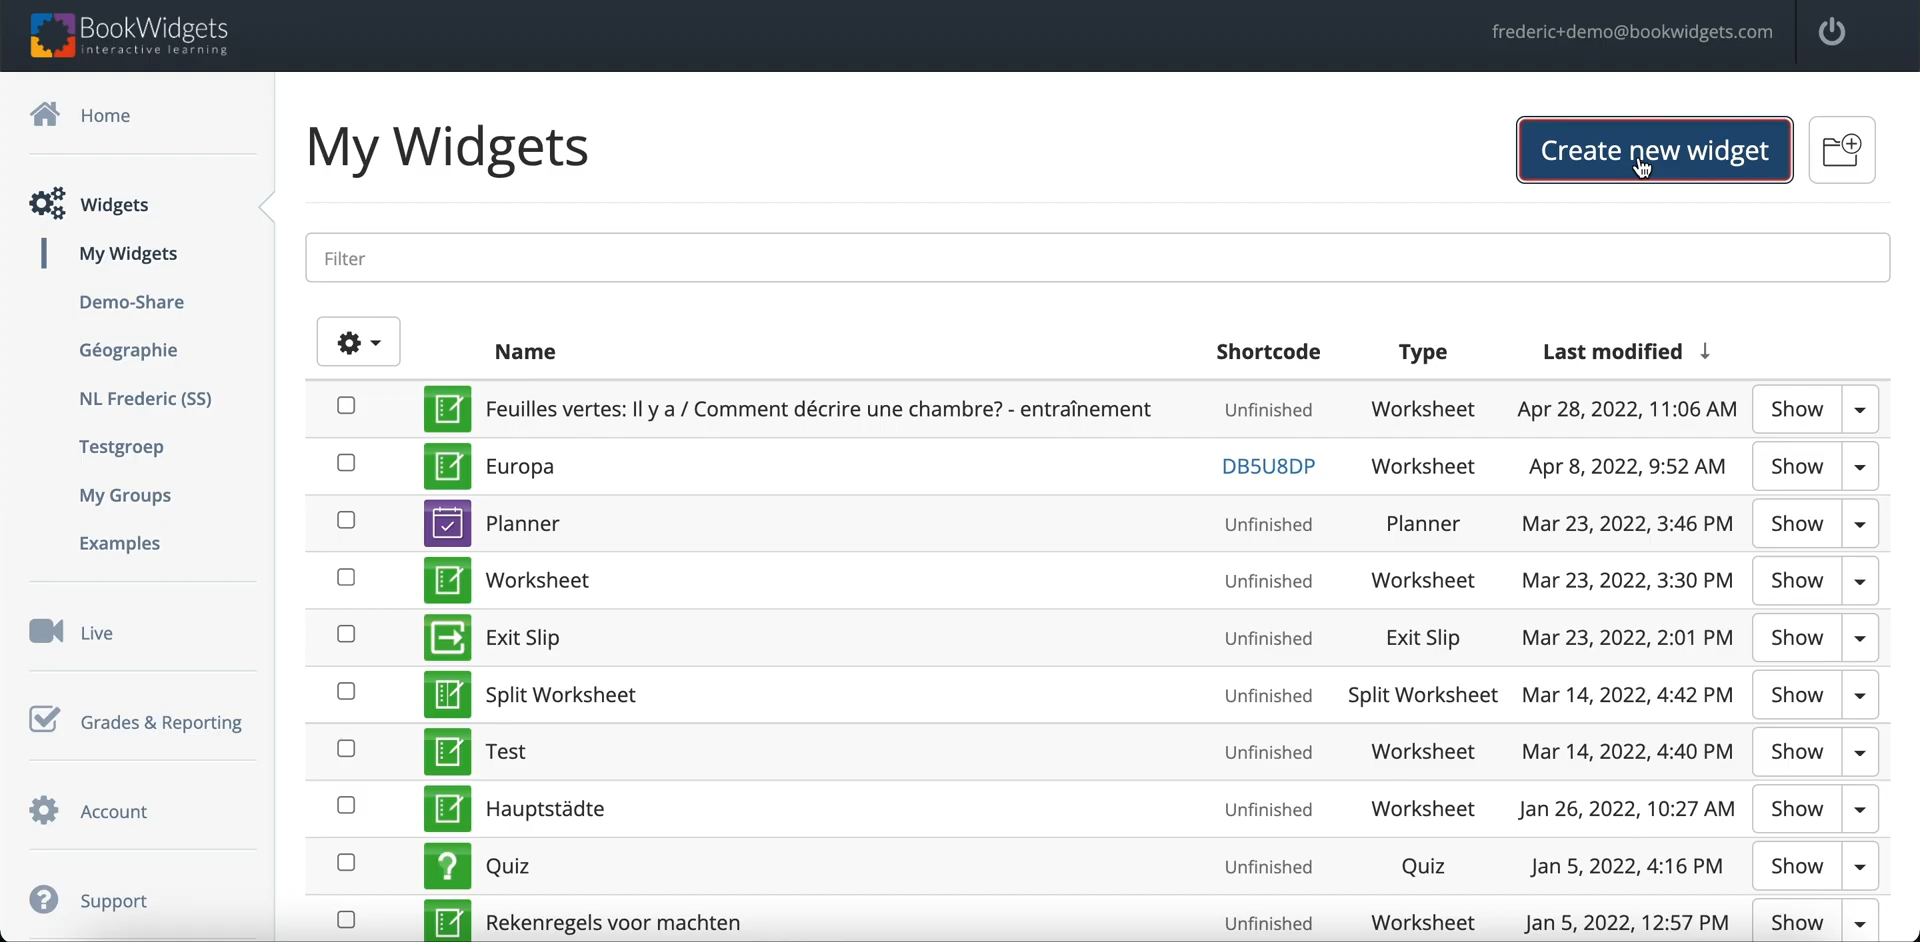 BookWidgets
interactive learning
frederic+demo@bookwidgets.com
Home
Widgets
My Widgets
Demo-Share
Géographie
NL Frederic (SS)
Testgroep
My Groups
Examples
Live
Grades & Reporting
Account
Support
My Widgets
Create new widget
Filter
Name Shortcode Type Last modified ↓
Feuilles vertes: Il y a / Comment décrire une chambre? - entraînement Unfinished Worksheet Apr 28, 2022, 11:06 AM Show
Europa DB5U8DP Worksheet Apr 8, 2022, 9:52 AM Show
Planner Unfinished Planner Mar 23, 2022, 3:46 PM Show
Worksheet Unfinished Worksheet Mar 23, 2022, 3:30 PM Show
Exit Slip Unfinished Exit Slip Mar 23, 2022, 2:01 PM Show
Split Worksheet Unfinished Split Worksheet Mar 14, 2022, 4:42 PM Show
Test Unfinished Worksheet Mar 14, 2022, 4:40 PM Show
Hauptstädte Unfinished Worksheet Jan 26, 2022, 10:27 AM Show
Quiz Unfinished Quiz Jan 5, 2022, 4:16 PM Show
Rekenregels voor machten Unfinished Worksheet Jan 5, 2022, 12:57 PM Show